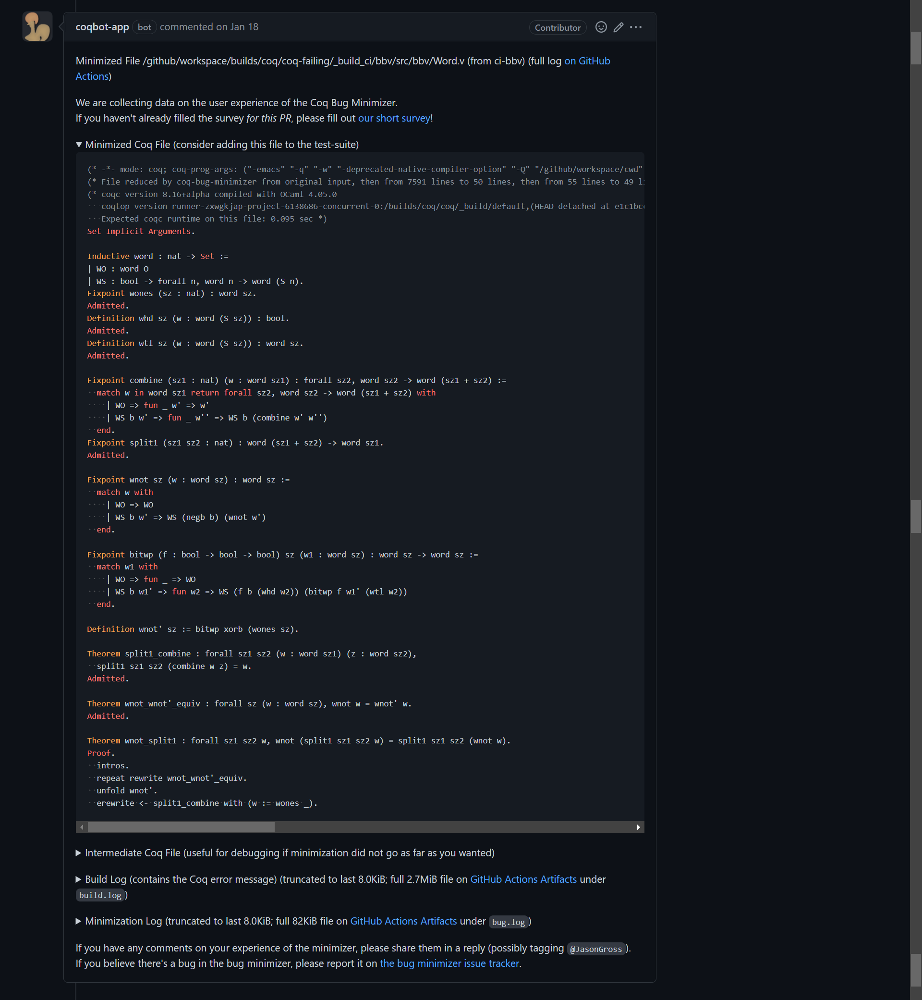 coqbot-app bot commented on Jan 18 Contributor
Minimized File /github/workspace/builds/coq/coq-failing/_build_ci/bbv/src/bbv/Word.v (from ci-bbv) (full log on GitHub
Actions)
We are collecting data on the user experience of the Coq Bug Minimizer.
If you haven't already filled the survey for this PR, please fill out our short survey!
▼ Minimized Coq File (consider adding this file to the test-suite)
(* -*- mode: coq; coq-prog-args: ("-emacs" "-q" "-w" "-deprecated-native-compiler-option" "-Q" "/github/workspace/cwd"
(* File reduced by coq-bug-minimizer from original input, then from 7591 lines to 50 lines, then from 55 lines to 49
(* coqc version 8.16+alpha compiled with OCaml 4.05.0
   coqtop version runner-zxwgkjap-project-6138686-concurrent-0:/builds/coq/coq/_build/default,(HEAD detached at e1c1bc
   Expected coqc runtime on this file: 0.095 sec *)
Set Implicit Arguments.
Inductive word : nat -> Set :=
| WO : word O
| WS : bool -> forall n, word n -> word (S n).
Fixpoint wones (sz : nat) : word sz.
Admitted.
Definition whd sz (w : word (S sz)) : bool.
Admitted.
Definition wtl sz (w : word (S sz)) : word sz.
Admitted.
Fixpoint combine (sz1 : nat) (w : word sz1) : forall sz2, word sz2 -> word (sz1 + sz2) :=
  match w in word sz1 return forall sz2, word sz2 -> word (sz1 + sz2) with
    | WO => fun _ w' => w'
    | WS b w' => fun _ w'' => WS b (combine w' w'')
  end.
Fixpoint split1 (sz1 sz2 : nat) : word (sz1 + sz2) -> word sz1.
Admitted.
Fixpoint wnot sz (w : word sz) : word sz :=
  match w with
    | WO => WO
    | WS b w' => WS (negb b) (wnot w')
  end.
Fixpoint bitwp (f : bool -> bool -> bool) sz (w1 : word sz) : word sz -> word sz :=
  match w1 with
    | WO => fun _ => WO
    | WS b w1' => fun w2 => WS (f b (whd w2)) (bitwp f w1' (wtl w2))
  end.
Definition wnot' sz := bitwp xorb (wones sz).
Theorem split1_combine : forall sz1 sz2 (w : word sz1) (z : word sz2),
  split1 sz1 sz2 (combine w z) = w.
Admitted.
Theorem wnot_wnot'_equiv : forall sz (w : word sz), wnot w = wnot' w.
Admitted.
Theorem wnot_split1 : forall sz1 sz2 w, wnot (split1 sz1 sz2 w) = split1 sz1 sz2 (wnot w).
Proof.
  intros.
  repeat rewrite wnot_wnot'_equiv.
  unfold wnot'.
  erewrite <- split1_combine with (w := wones _).
▶ Intermediate Coq File (useful for debugging if minimization did not go as far as you wanted)
▶ Build Log (contains the Coq error message) (truncated to last 8.0KiB; full 2.7MiB file on GitHub Actions Artifacts under
build.log)
▶ Minimization Log (truncated to last 8.0KiB; full 82KiB file on GitHub Actions Artifacts under bug.log)
If you have any comments on your experience of the minimizer, please share them in a reply (possibly tagging @JasonGross).
If you believe there's a bug in the bug minimizer, please report it on the bug minimizer issue tracker.